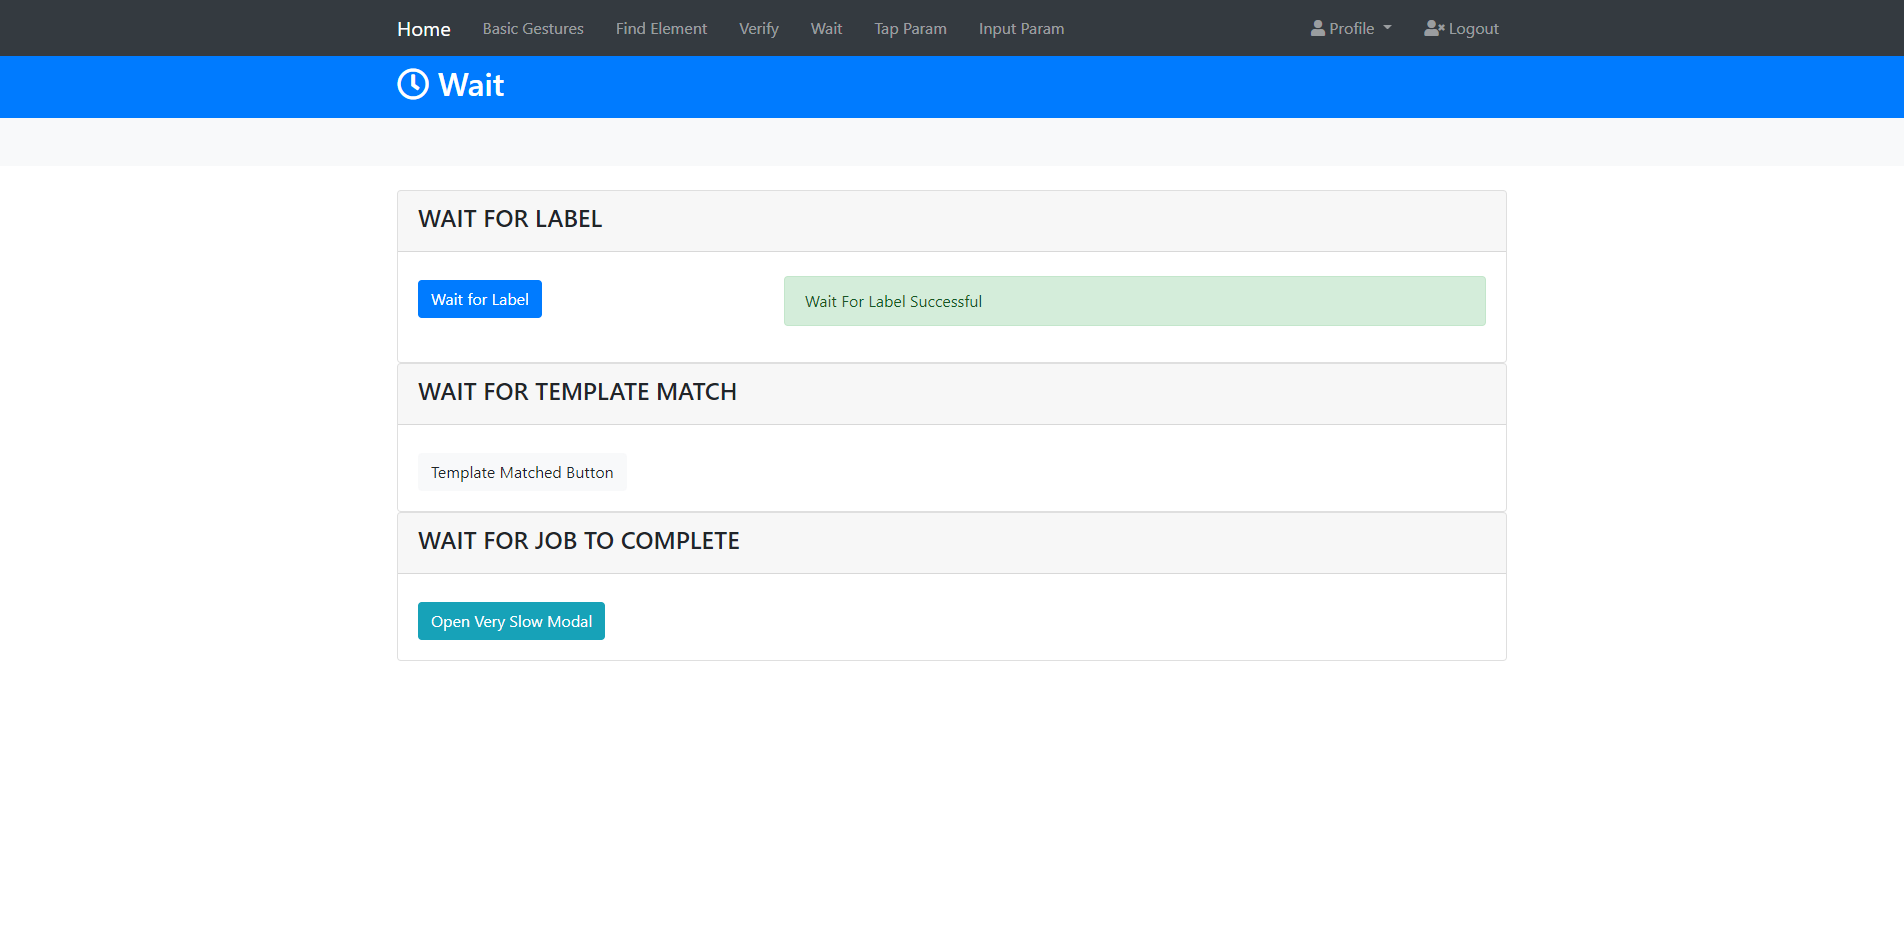 Home Basic Gestures Find Element Verify Wait Tap Param Input Param Profile Logout
Wait
WAIT FOR LABEL
Wait for Label Wait For Label Successful
WAIT FOR TEMPLATE MATCH
Template Matched Button
WAIT FOR JOB TO COMPLETE
Open Very Slow Modal